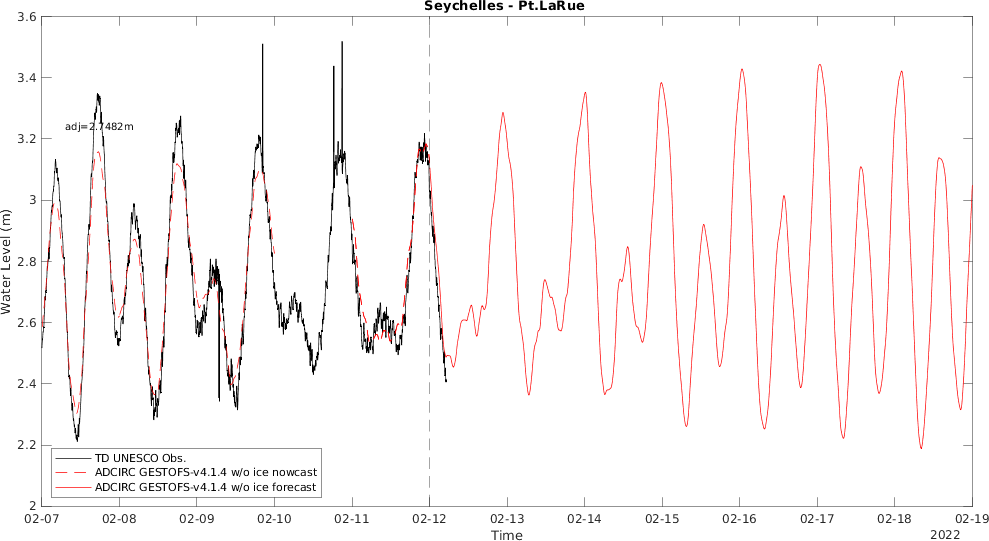 Seychelles - Pt.LaRue
3.6
3.4
3.2
3
2.8
2.6
2.4
2.2
2
Water Level (m)
adj=2.7482m
TD UNESCO Obs.
ADCIRC GESTOFS-v4.1.4 w/o ice nowcast
ADCIRC GESTOFS-v4.1.4 w/o ice forecast
02-07 02-08 02-09 02-10 02-11 02-12 02-13 02-14 02-15 02-16 02-17 02-18 02-19
Time
2022